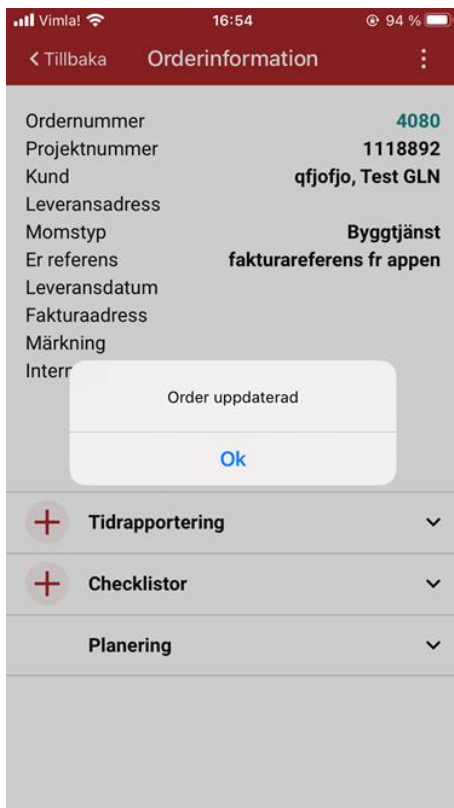 Vimla! 16:54 94 %
Tillbaka Orderinformation
Ordernummer 4080
Projektnummer 1118892
Kund qfjofjo, Test GLN
Leveransadress
Momstyp Byggtjänst
Er referens fakturareferens fr appen
Leveransdatum
Fakturaadress
Märkning
Order uppdaterad
Ok
Tidrapportering
Checklistor
Planering